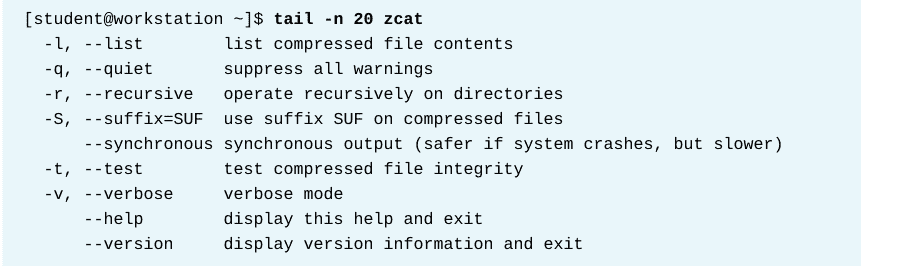 [student@workstation ~]$ tail -n 20 zcat
-l, --list list compressed file contents
-q, --quiet suppress all warnings
-r, --recursive operate recursively on directories
-S, --suffix=SUF use suffix SUF on compressed files
--synchronous synchronous output (safer if system crashes, but slower)
-t, --test test compressed file integrity
-v, --verbose verbose mode
--help display this help and exit
--version display version information and exit